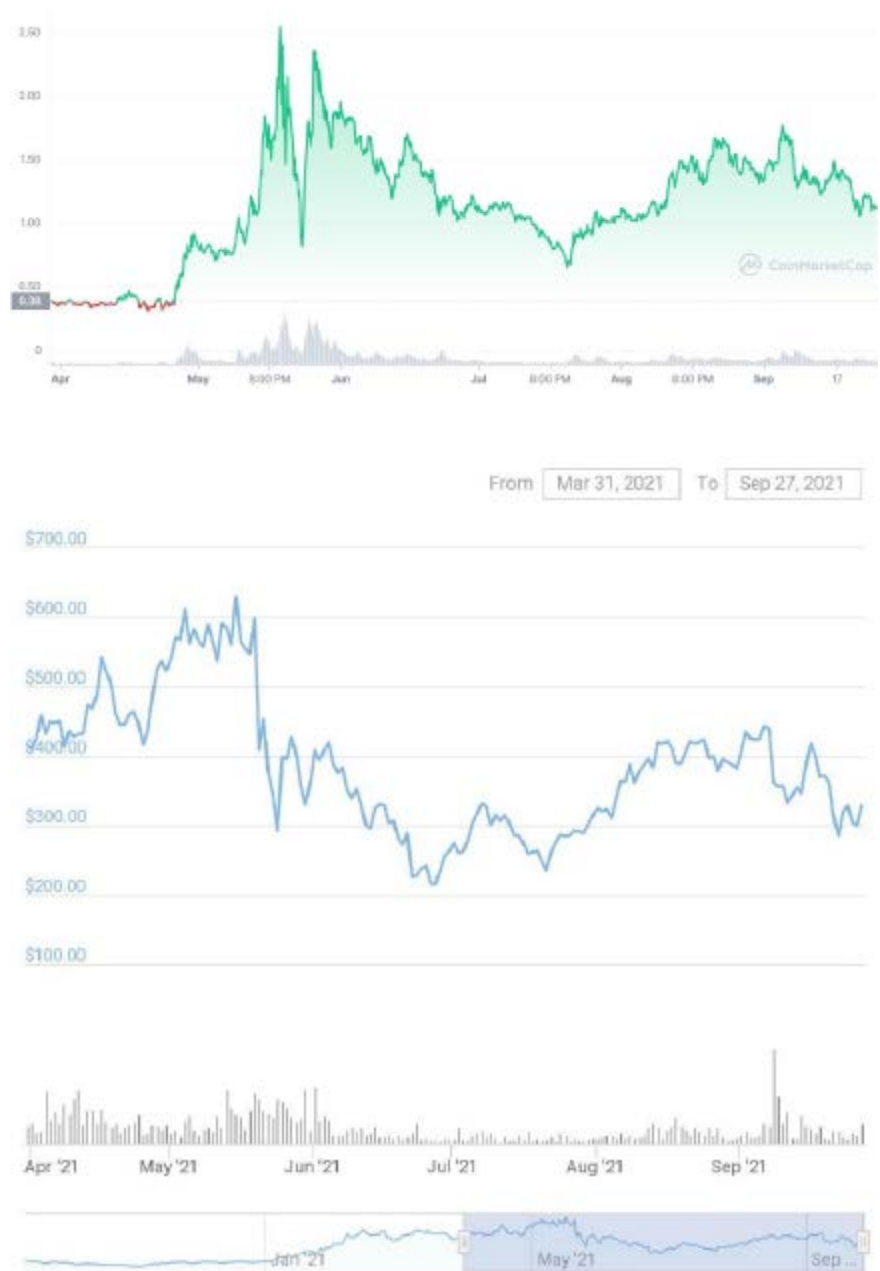 2.50
2.00
1.50
1.00
0.50
0
CoinMarketCap
Apr May 8:00 PM Jun Jul 8:00 PM Aug 8:00 PM Sep 17
From Mar 31, 2021 To Sep 27, 2021
$700.00
$600.00
$500.00
$400.00
$300.00
$200.00
$100.00
Apr '21 May '21 Jun '21 Jul '21 Aug '21 Sep '21
Jan '21 May '21 Sep ...